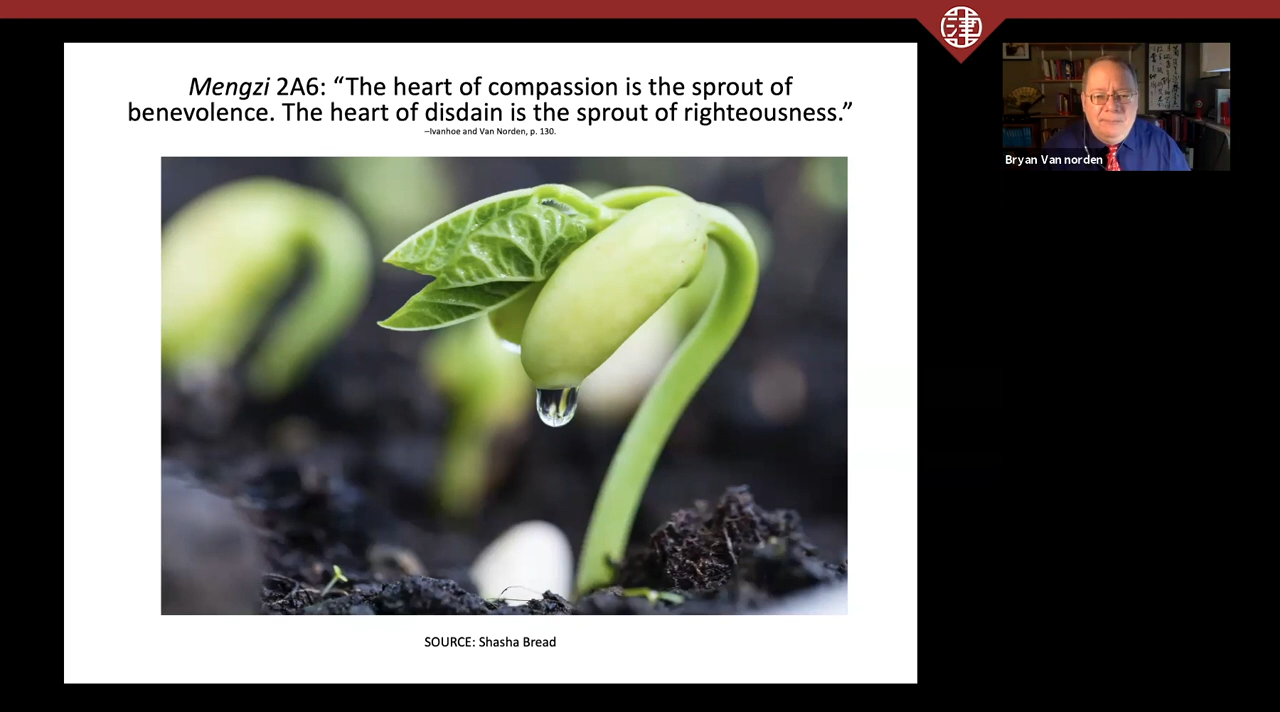 Mengzi 2A6: “The heart of compassion is the sprout of
benevolence. The heart of disdain is the sprout of righteousness.”
–Ivanhoe and Van Norden, p. 130.
SOURCE: Shasha Bread
Bryan Van norden